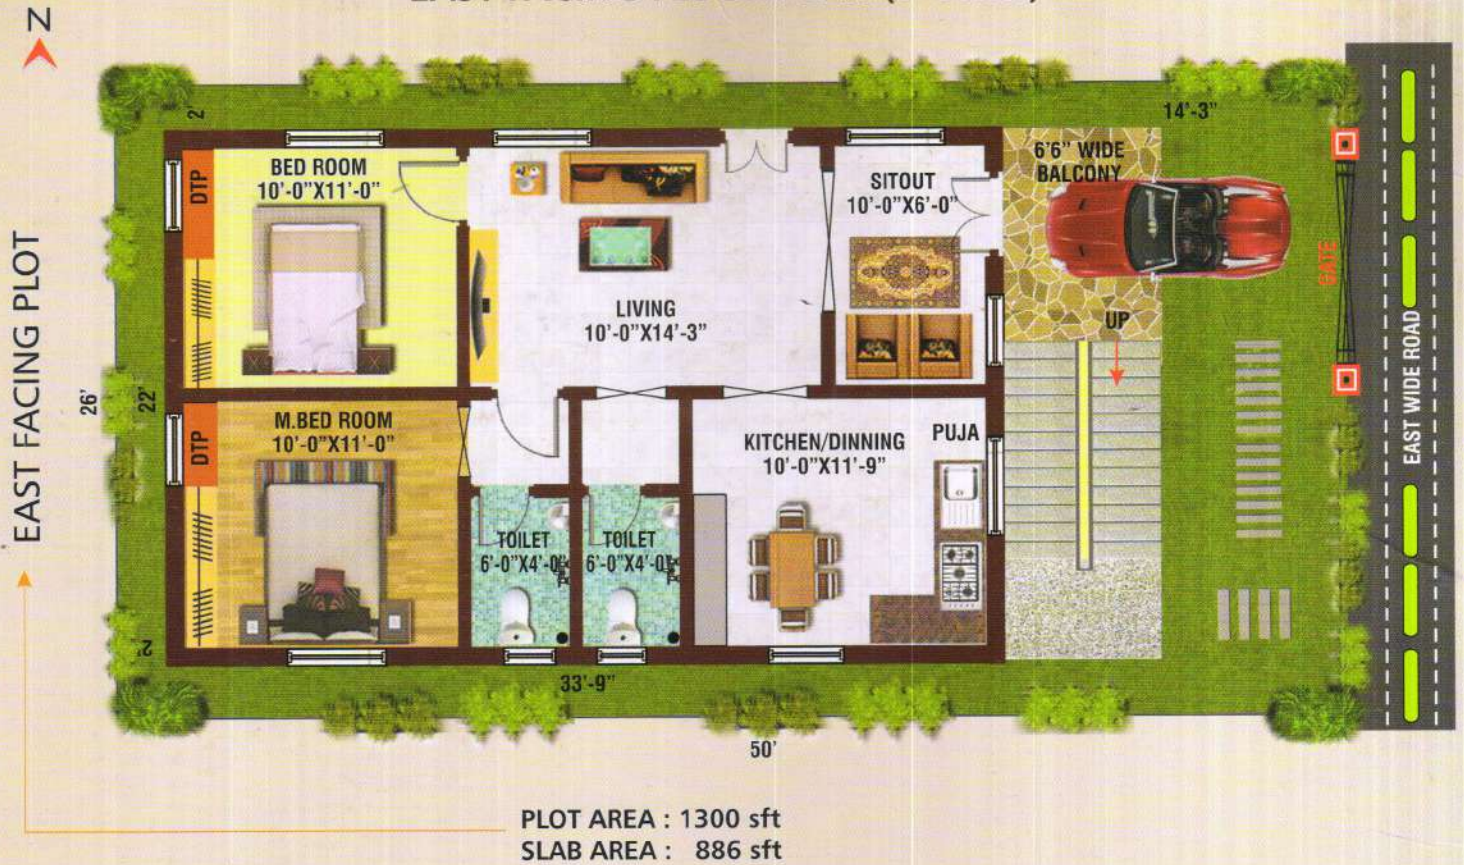 N
EAST FACING PLOT
2'
14'-3"
BED ROOM
10'-0"X11'-0"
DTP
SITOUT
10'-0"X6'-0"
6'6" WIDE
BALCONY
GATE
LIVING
10'-0"X14'-3"
UP
EAST WIDE ROAD
26'
22'
M.BED ROOM
10'-0"X11'-0"
DTP
KITCHEN/DINNING
10'-0"X11'-9"
PUJA
TOILET
6'-0"X4'-0"
TOILET
6'-0"X4'-0"
2'
33'-9"
50'
PLOT AREA : 1300 sft
SLAB AREA : 886 sft